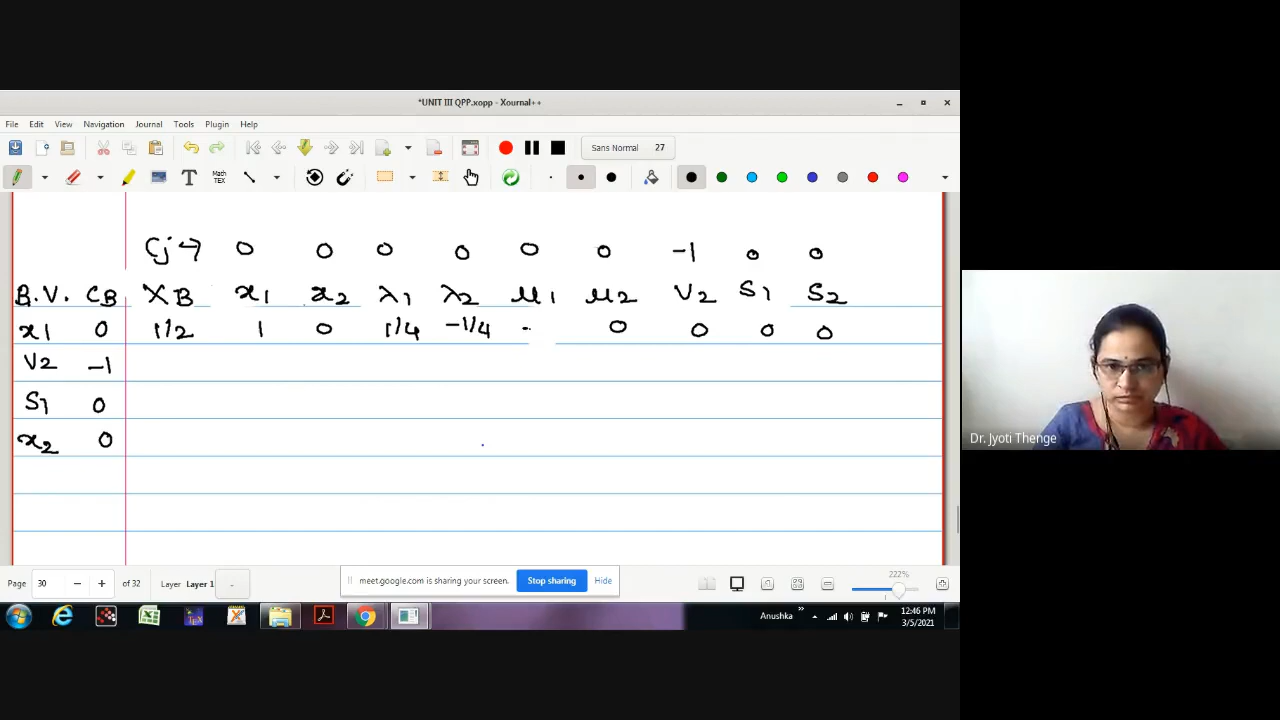 *UNIT III QPP.xopp - Xournal++
File Edit View Navigation Journal Tools Plugin Help
Sans Normal 27
Cj → 0 0 0 0 0 0 -1 0 0
B.V. CB XB x1 x2 λ1 λ2 μ1 μ2 V2 S1 S2
x1 0 1/2 1 0 1/4 -1/4 - 0 0 0 0
V2 -1
S1 0
x2 0
Dr. Jyoti Thenge
meet.google.com is sharing your screen. Stop sharing Hide
Page 30 of 32 Layer Layer 1 222%
Anushka 12:46 PM
3/5/2021